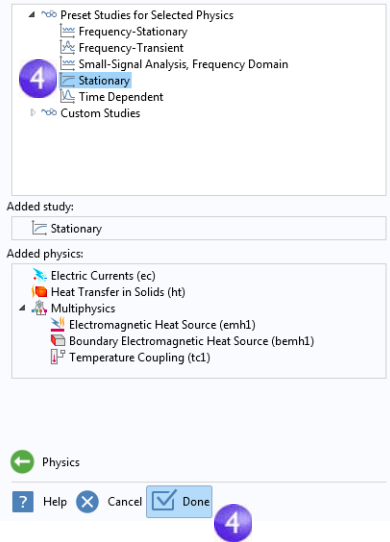 Preset Studies for Selected Physics
Frequency-Stationary
Frequency-Transient
Small-Signal Analysis, Frequency Domain
4 Stationary
Time Dependent
Custom Studies
Added study:
Stationary
Added physics:
Electric Currents (ec)
Heat Transfer in Solids (ht)
Multiphysics
Electromagnetic Heat Source (emh1)
Boundary Electromagnetic Heat Source (bemh1)
Temperature Coupling (tc1)
Physics
? Help Cancel Done
4